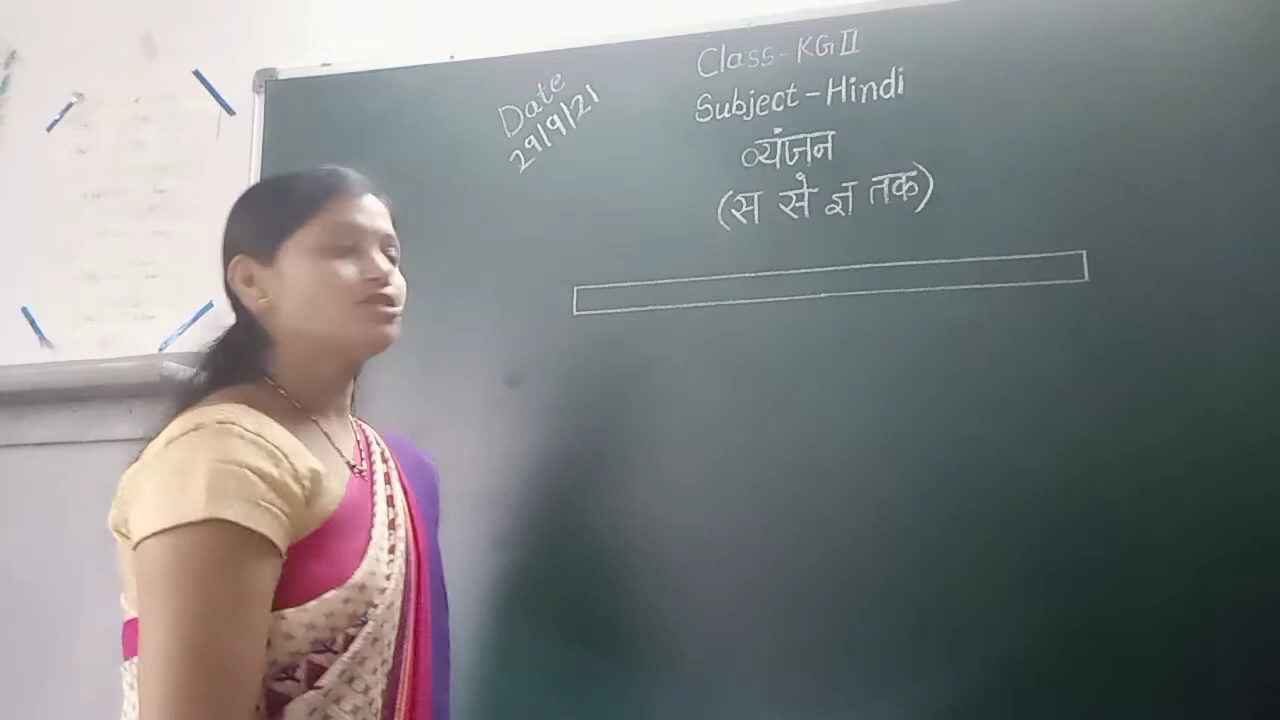 Date
29/9/21
Class-KG II
Subject-Hindi
व्यंजन
(स से ज्ञ तक)